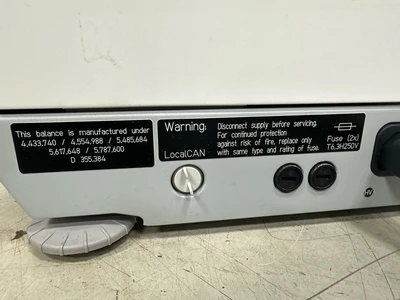 This balance is manufactured under
4,433,740 / 4,554,988 / 5,485,684
5,617,648 / 5,787,600
D 355,384
Warning:
Disconnect supply before servicing.
For continued protection
against risk of fire, replace only
with same type and rating of fuse.
Fuse (2x)
T6.3H250V
LocalCAN
HV